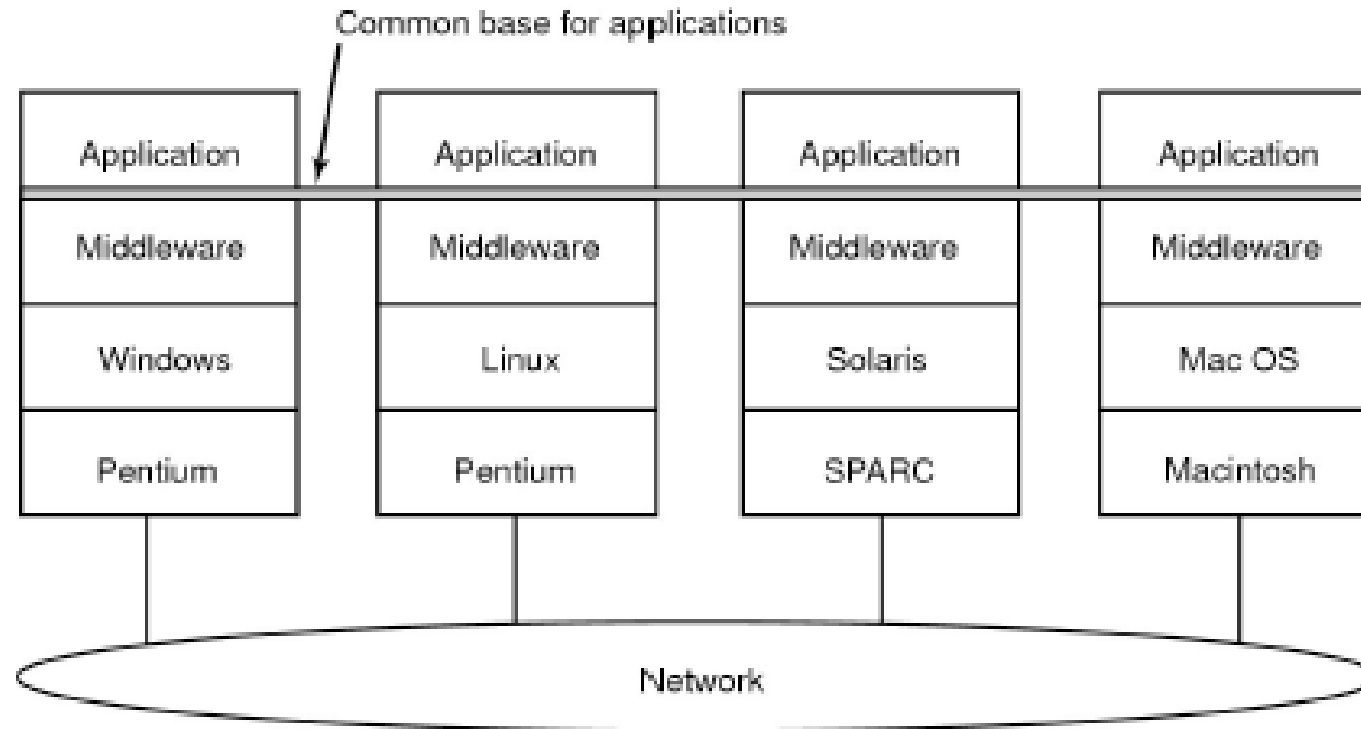 Common base for applications
Application Application Application Application
Middleware Middleware Middleware Middleware
Windows Linux Solaris Mac OS
Pentium Pentium SPARC Macintosh
Network